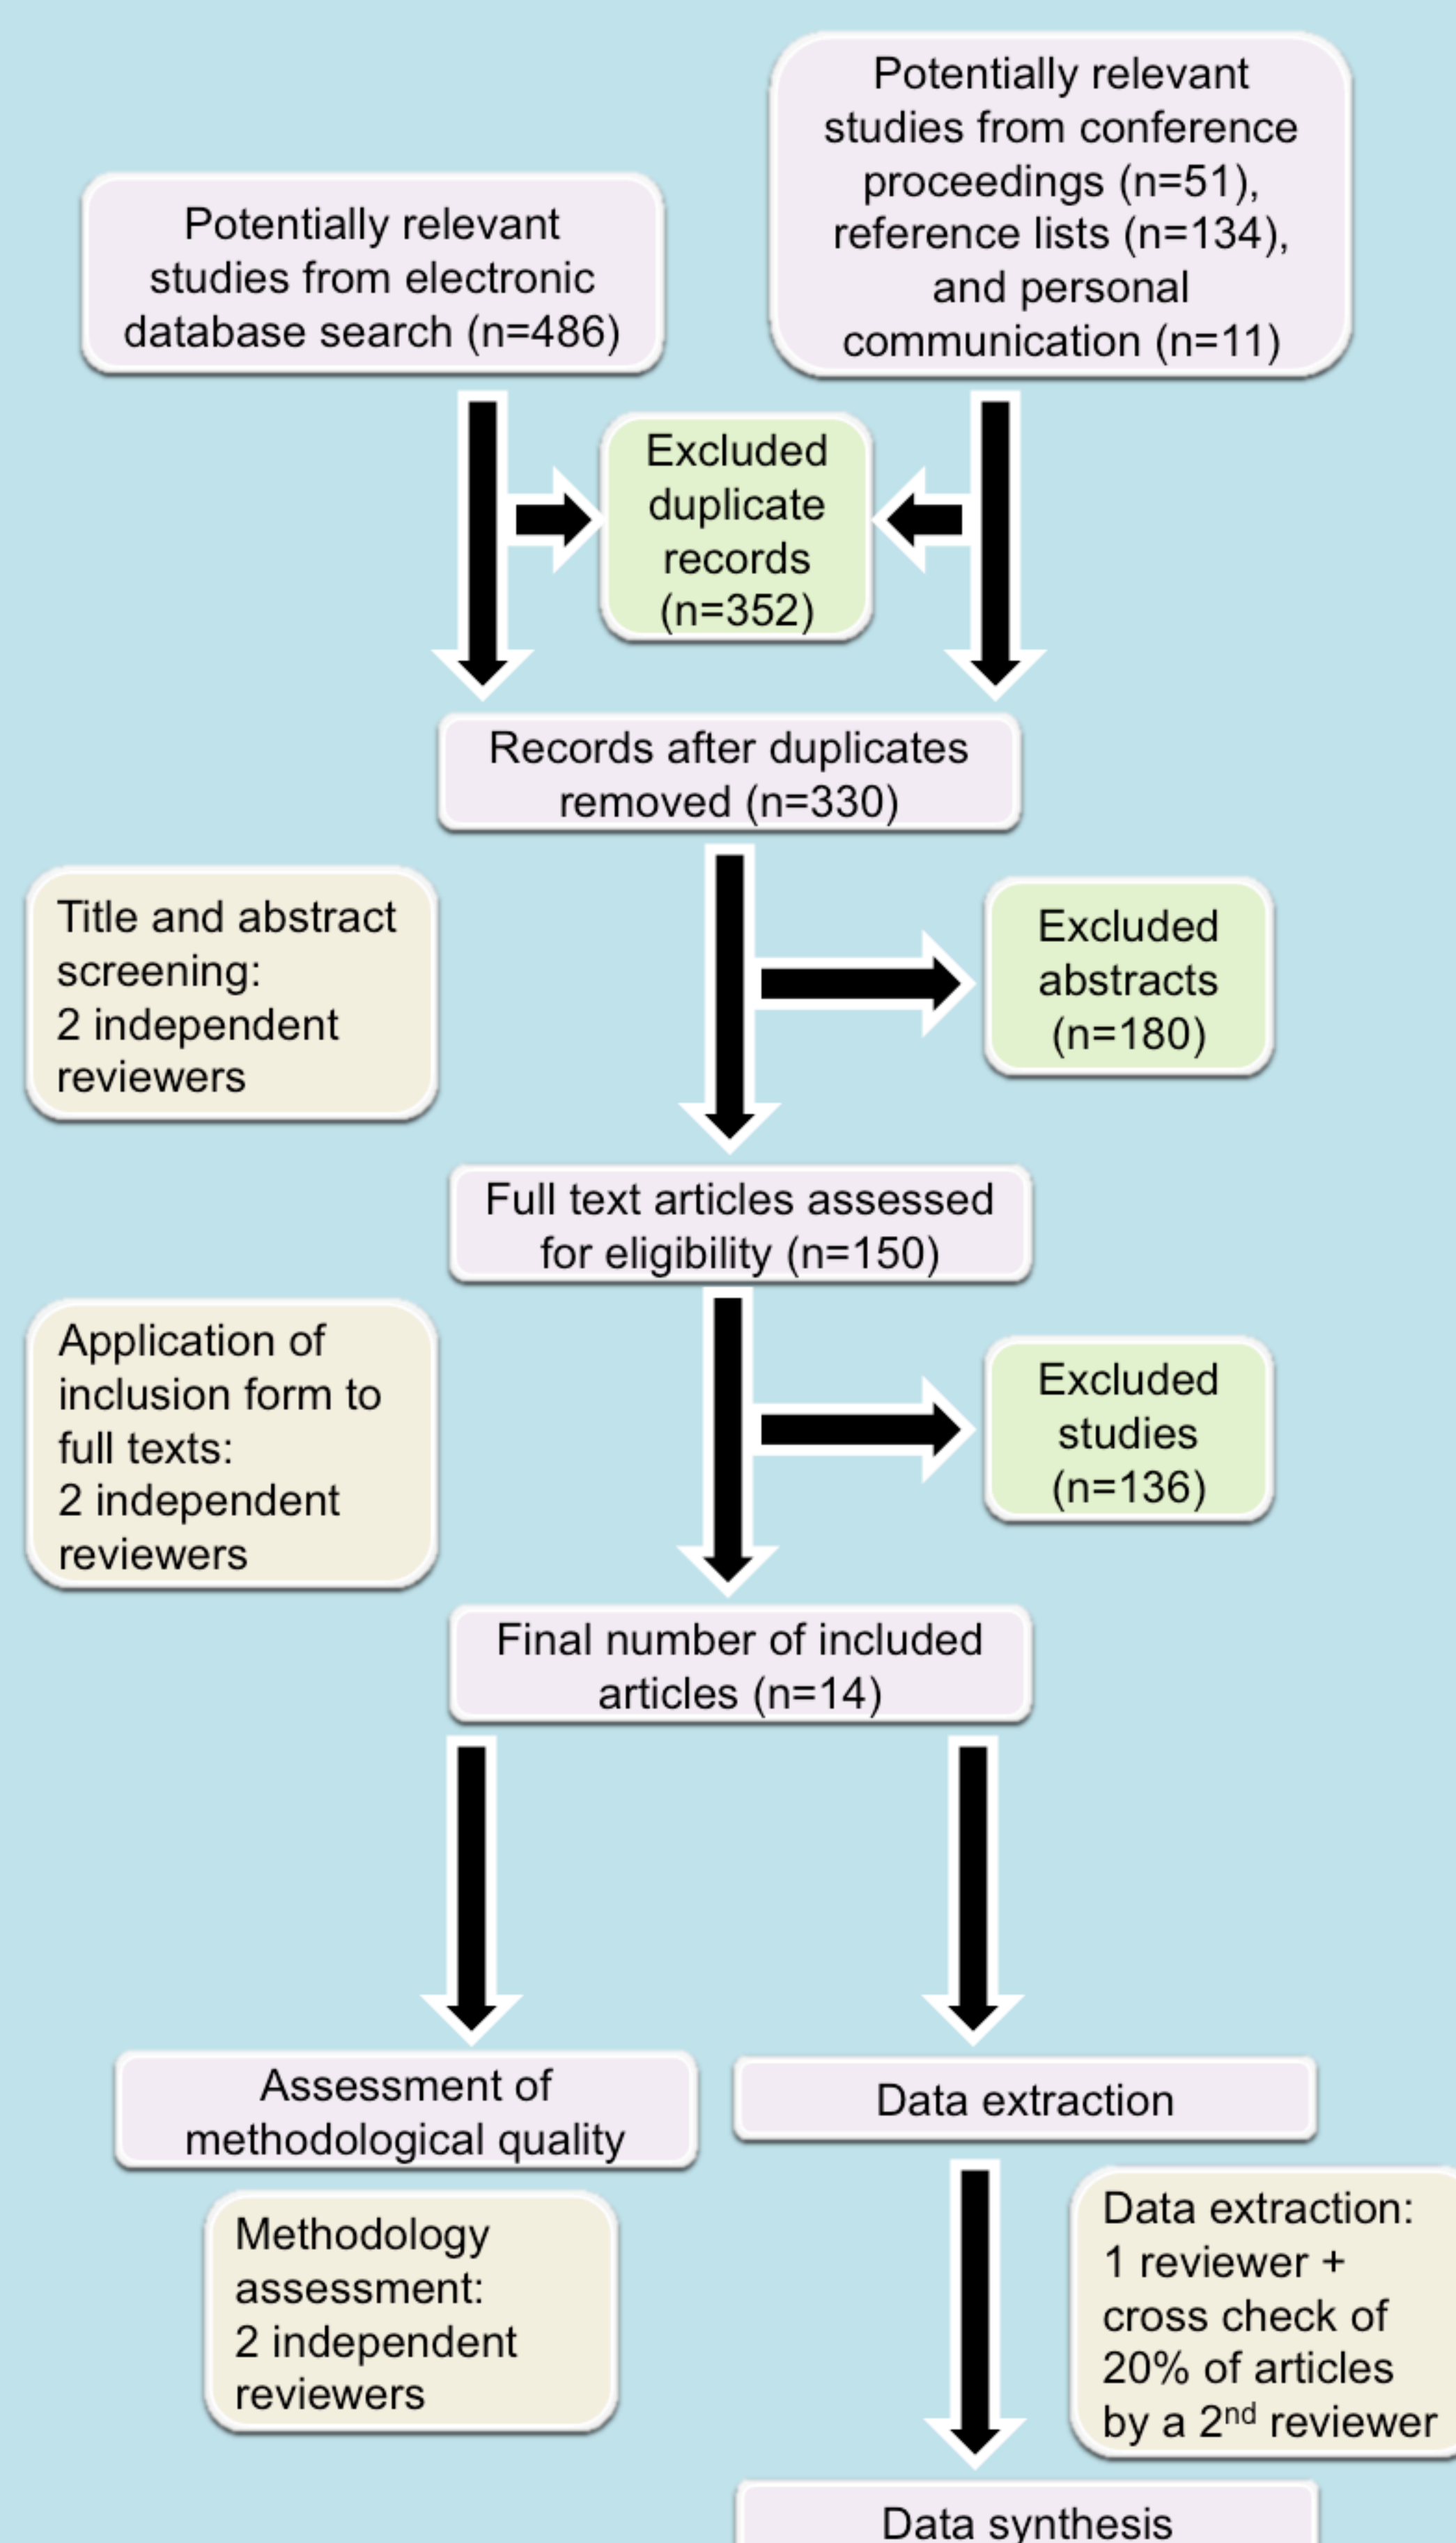 Potentially relevant
studies from electronic
database search (n=486)
Potentially relevant
studies from conference
proceedings (n=51),
reference lists (n=134),
and personal
communication (n=11)
Excluded
duplicate
records
(n=352)
Records after duplicates
removed (n=330)
Title and abstract
screening:
2 independent
reviewers
Excluded
abstracts
(n=180)
Full text articles assessed
for eligibility (n=150)
Application of
inclusion form to
full texts:
2 independent
reviewers
Excluded
studies
(n=136)
Final number of included
articles (n=14)
Assessment of
methodological quality
Data extraction
Methodology
assessment:
2 independent
reviewers
Data extraction:
1 reviewer +
cross check of
20% of articles
by a 2nd reviewer
Data synthesis